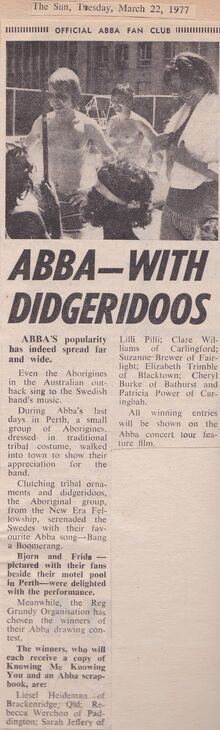 The Sun, Tuesday, March 22, 1977
OFFICIAL ABBA FAN CLUB
ABBA—WITH
DIDGERIDOOS
ABBA'S popularity
has indeed spread far
and wide.
Even the Aborigines
in the Australian out-
back sing to the Swedish
band's music.
During Abba's last
days in Perth, a small
group of Aborigines,
dressed in traditional
tribal costume, walked
into town to show their
appreciation for the
band.
Clutching tribal orna-
ments and didgeridoos,
the Aboriginal group,
from the New Era Fel-
lowship, serenaded the
Swedes with their fav-
ourite Abba song—Bang
a Boomerang.
Bjorn and Frida —
pictured with their fans
beside their motel pool
in Perth—were delighted
with the performance.
Meanwhile, the Reg
Grundy Organisation has
chosen the winners of
their Abba drawing con-
test.
The winners, who will
each receive a copy of
Knowing Me Knowing
You and an Abba scrap-
book, are:
Liesel Heideman of
Brackenridge, Qld; Re-
becca Wenchor of Pad-
dington; Sarah Jeffery of
Lilli Pilli; Clare Wil-
liams of Carlingford;
Suzanne Brewer of Fair-
light; Elizabeth Trimble
of Blacktown; Cheryl
Burke of Bathurst and
Patricia Power of Car-
ingbah.
All winning entries
will be shown on the
Abba concert tour fea-
ture film.